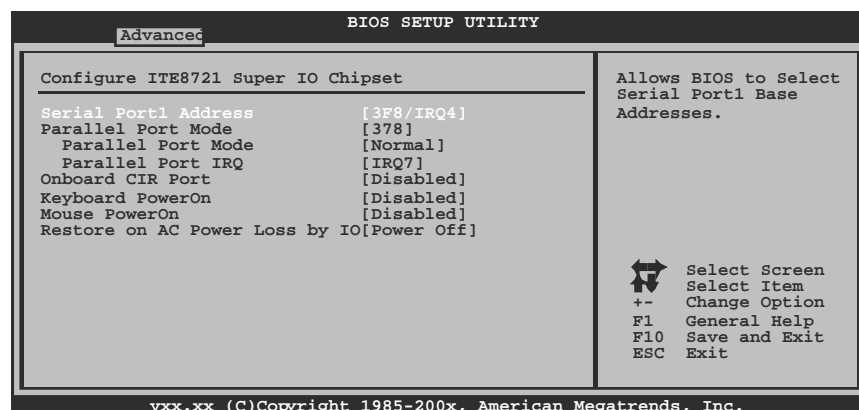 BIOS SETUP UTILITY
Advanced
Configure ITE8721 Super IO Chipset
Serial Port1 Address [3F8/IRQ4]
Parallel Port Mode [378]
Parallel Port Mode [Normal]
Parallel Port IRQ [IRQ7]
Onboard CIR Port [Disabled]
Keyboard PowerOn [Disabled]
Mouse PowerOn [Disabled]
Restore on AC Power Loss by IO[Power Off]
Allows BIOS to Select
Serial Port1 Base
Addresses.
Select Screen
Select Item
+- Change Option
F1 General Help
F10 Save and Exit
ESC Exit
vxx.xx (C)Copyright 1985-200x, American Megatrends, Inc.